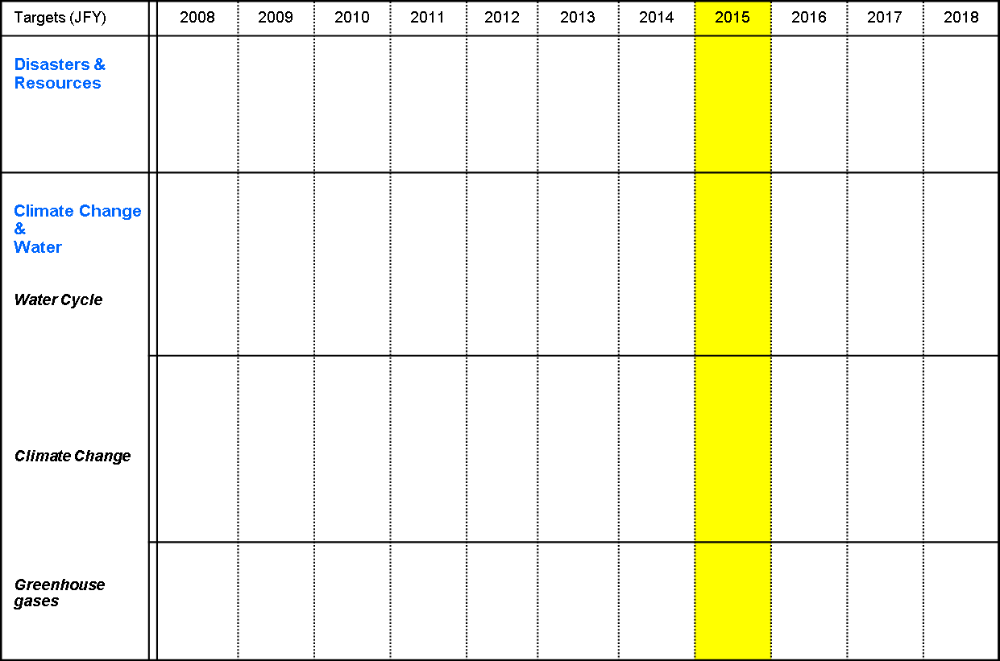 Targets (JFY) 2008 2009 2010 2011 2012 2013 2014 2015 2016 2017 2018
Disasters &
Resources
Climate Change
&
Water
Water Cycle
Climate Change
Greenhouse
gases